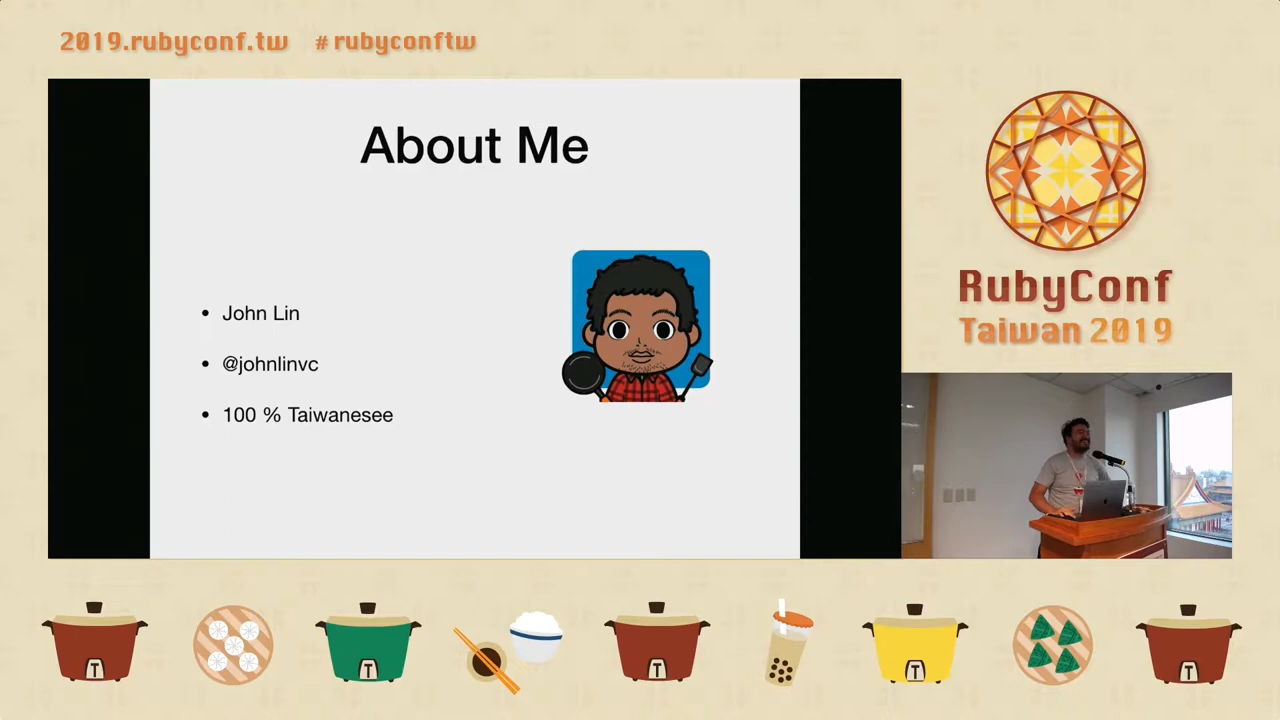 2019.rubyconf.tw #rubyconftw
About Me
• John Lin
• @johnlinvc
• 100 % Taiwanesee
RubyConf
Taiwan 2019
T
T
T
T
T